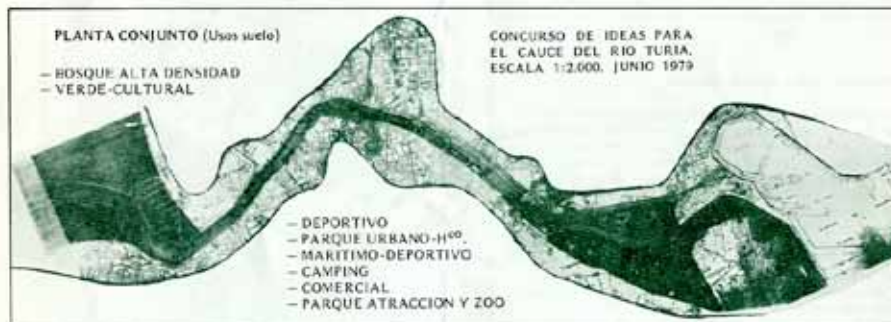 PLANTA CONJUNTO (Usos suelo)
— BOSQUE ALTA DENSIDAD
— VERDE-CULTURAL
CONCURSO DE IDEAS PARA
EL CAUCE DEL RIO TURIA.
ESCALA 1:2.000. JUNIO 1979
— DEPORTIVO
— PARQUE URBANO-Hᶜᴼ.
— MARITIMO-DEPORTIVO
— CAMPING
— COMERCIAL
— PARQUE ATRACCION Y ZOO